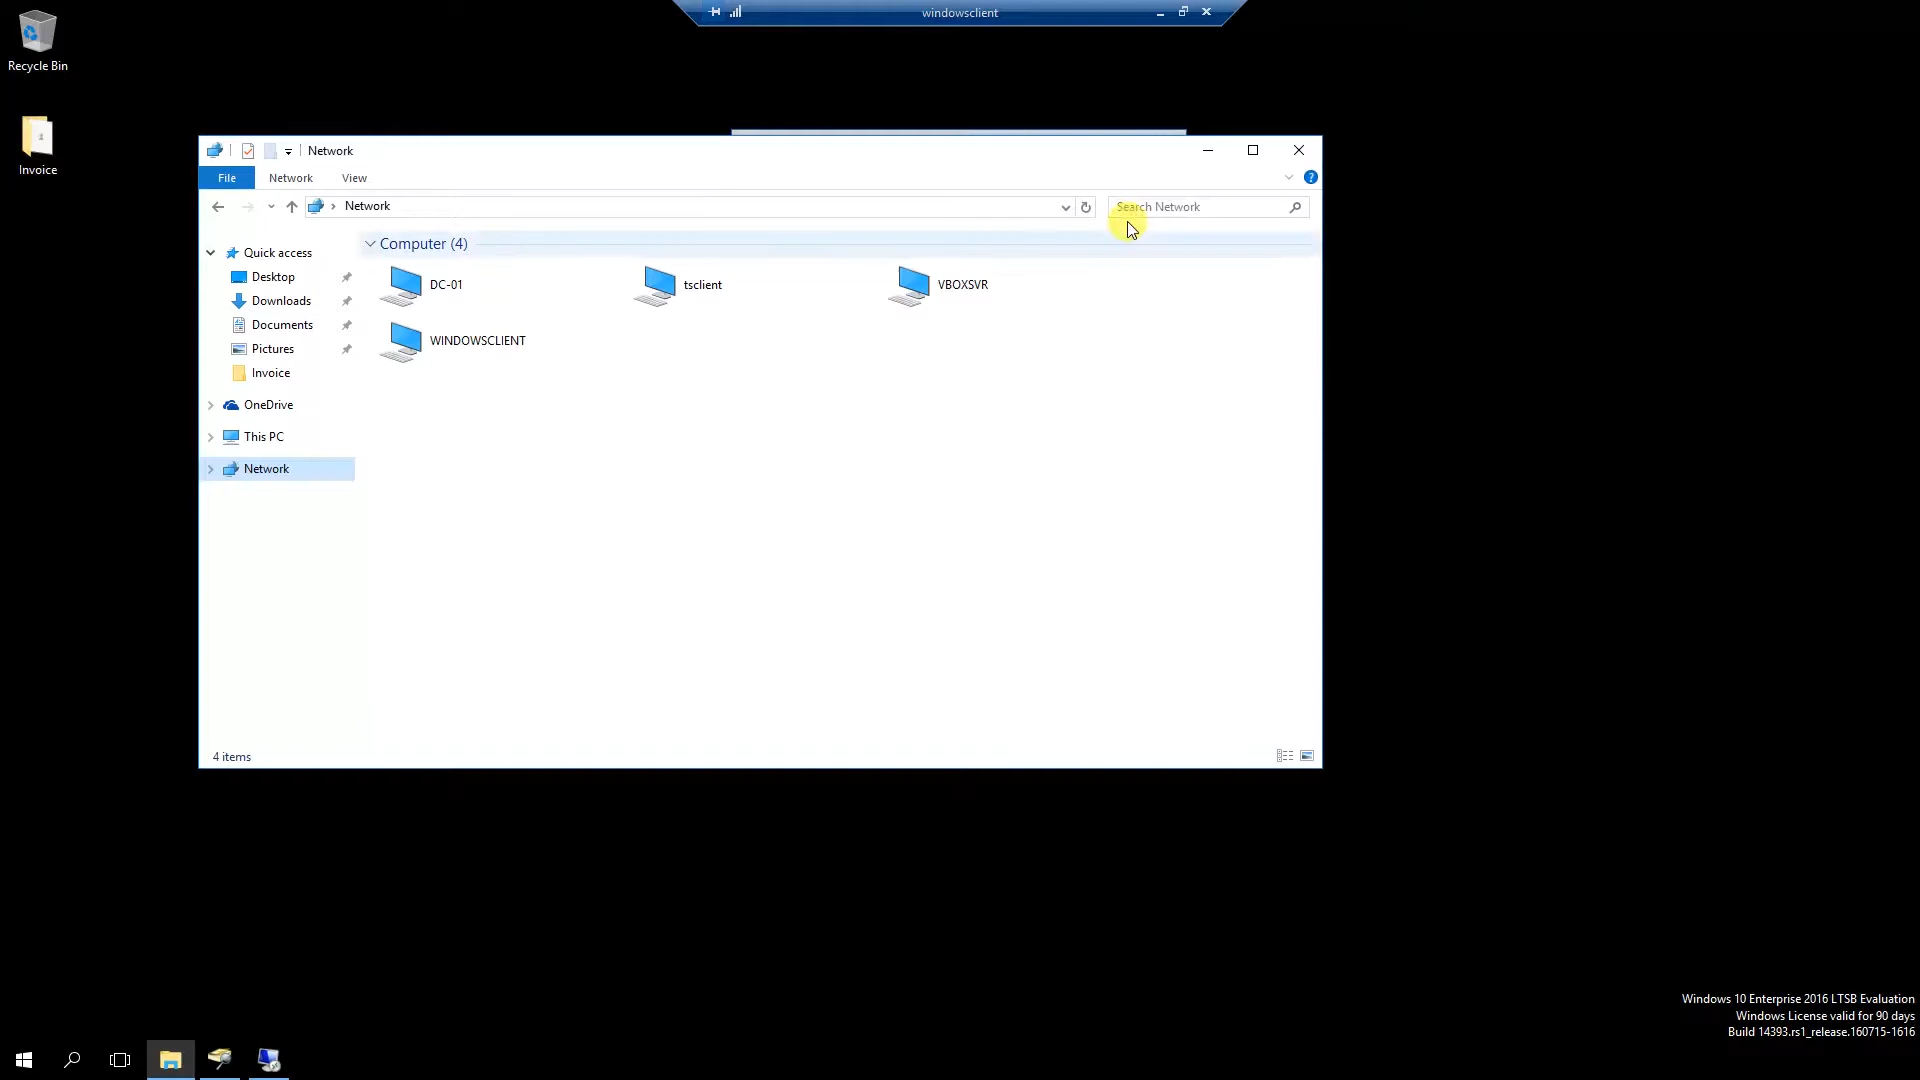 windowsclient
Recycle Bin
Invoice
Network
File
Network
View
Network
Search Network
Quick access
Desktop
Downloads
Documents
Pictures
Invoice
OneDrive
This PC
Network
Computer (4)
DC-01
tsclient
VBOXSVR
WINDOWSCLIENT
4 items
Windows 10 Enterprise 2016 LTSB Evaluation
Windows License valid for 90 days
Build 14393.rs1_release.160715-1616